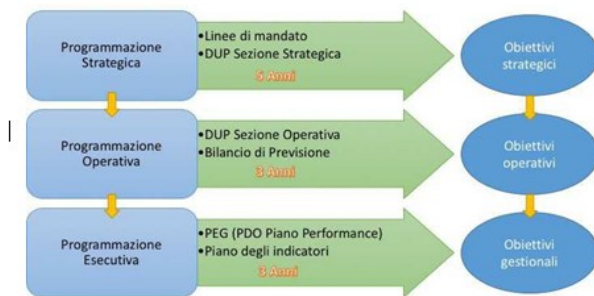 Programmazione
Strategica
•Linee di mandato
•DUP Sezione Strategica
5 Anni
Obiettivi
strategici
Programmazione
Operativa
•DUP Sezione Operativa
•Bilancio di Previsione
3 Anni
Obiettivi
operativi
Programmazione
Esecutiva
•PEG (PDO Piano Performance)
•Piano degli indicatori
3 Anni
Obiettivi
gestionali